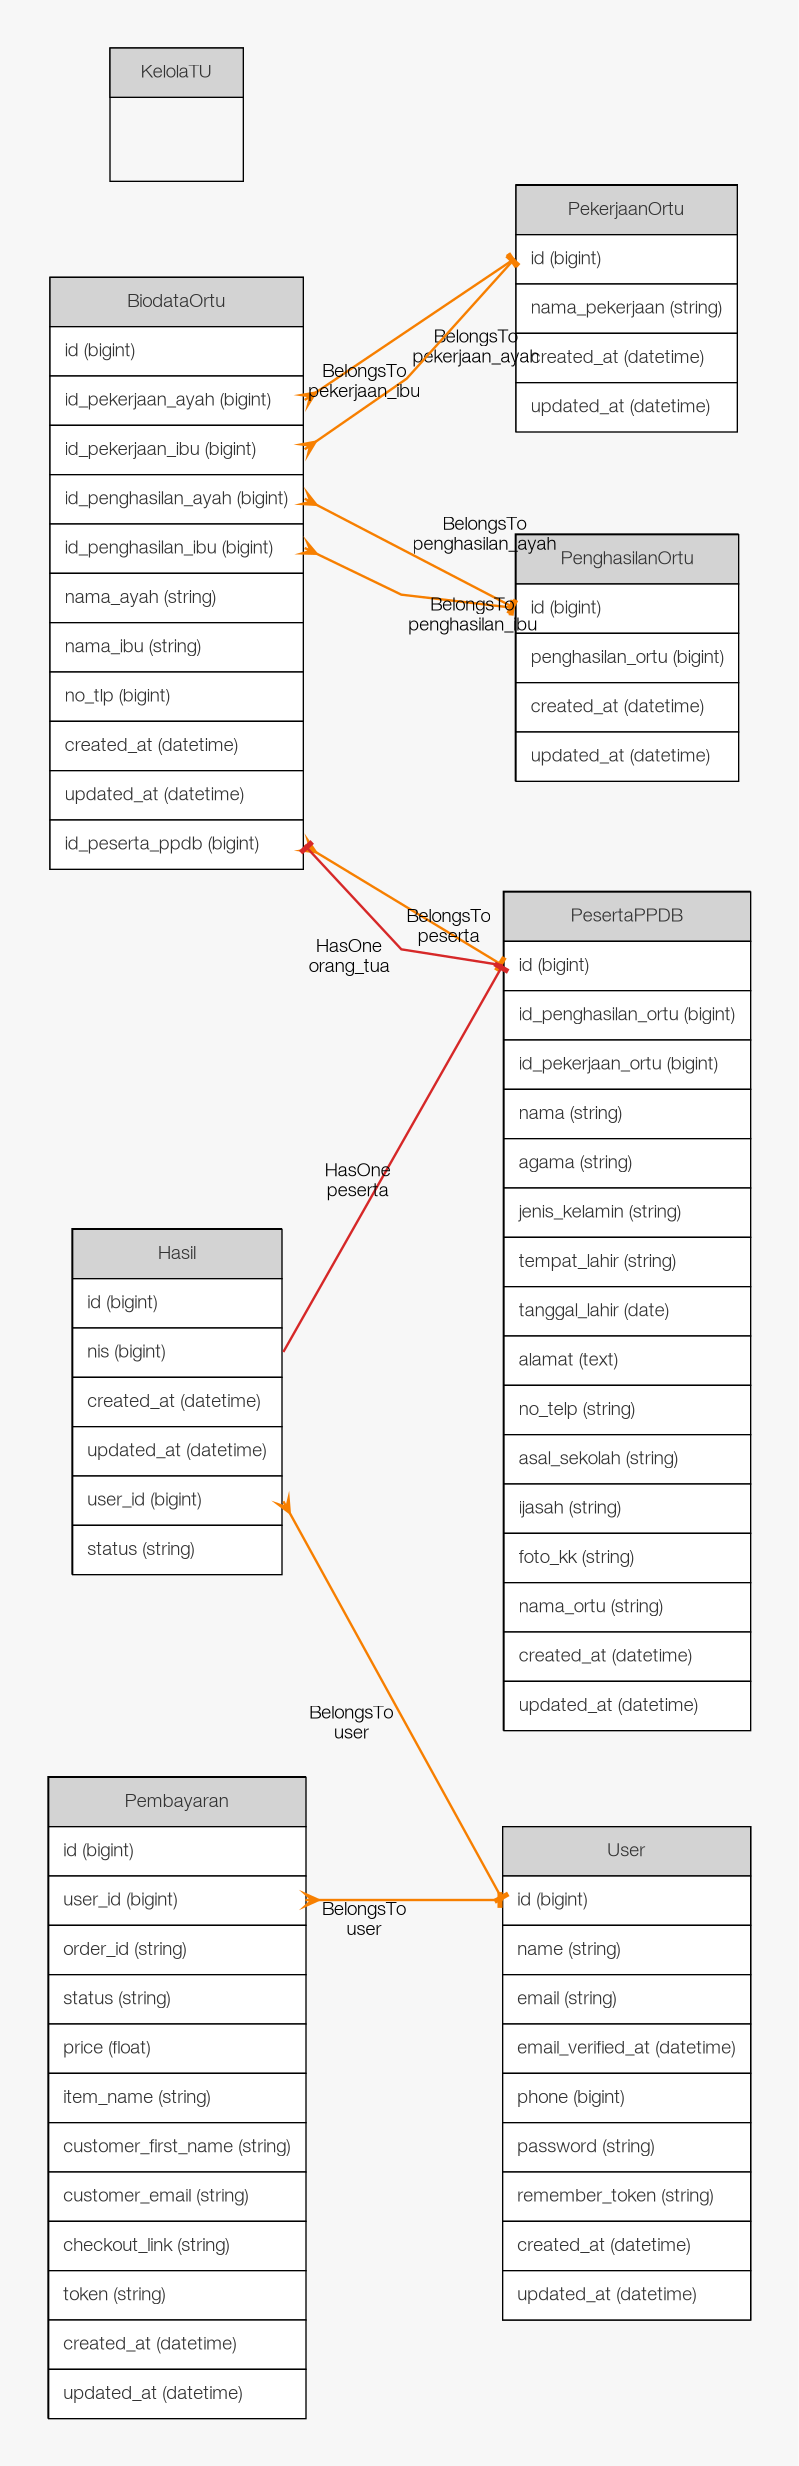 KelolaTU
PekerjaanOrtu
id (bigint)
nama_pekerjaan (string)
created_at (datetime)
updated_at (datetime)
BiodataOrtu
id (bigint)
id_pekerjaan_ayah (bigint)
id_pekerjaan_ibu (bigint)
id_penghasilan_ayah (bigint)
id_penghasilan_ibu (bigint)
nama_ayah (string)
nama_ibu (string)
no_tlp (bigint)
created_at (datetime)
updated_at (datetime)
id_peserta_ppdb (bigint)
BelongsTo
pekerjaan_ayah
BelongsTo
pekerjaan_ibu
BelongsTo
penghasilan_ayah
BelongsTo
penghasilan_ibu
PenghasilanOrtu
id (bigint)
penghasilan_ortu (bigint)
created_at (datetime)
updated_at (datetime)
BelongsTo
peserta
HasOne
orang_tua
PesertaPPDB
id (bigint)
id_penghasilan_ortu (bigint)
id_pekerjaan_ortu (bigint)
nama (string)
agama (string)
jenis_kelamin (string)
tempat_lahir (string)
tanggal_lahir (date)
alamat (text)
no_telp (string)
asal_sekolah (string)
ijasah (string)
foto_kk (string)
nama_ortu (string)
created_at (datetime)
updated_at (datetime)
HasOne
peserta
Hasil
id (bigint)
nis (bigint)
created_at (datetime)
updated_at (datetime)
user_id (bigint)
status (string)
BelongsTo
user
Pembayaran
id (bigint)
user_id (bigint)
order_id (string)
status (string)
price (float)
item_name (string)
customer_first_name (string)
customer_email (string)
checkout_link (string)
token (string)
created_at (datetime)
updated_at (datetime)
BelongsTo
user
User
id (bigint)
name (string)
email (string)
email_verified_at (datetime)
phone (bigint)
password (string)
remember_token (string)
created_at (datetime)
updated_at (datetime)